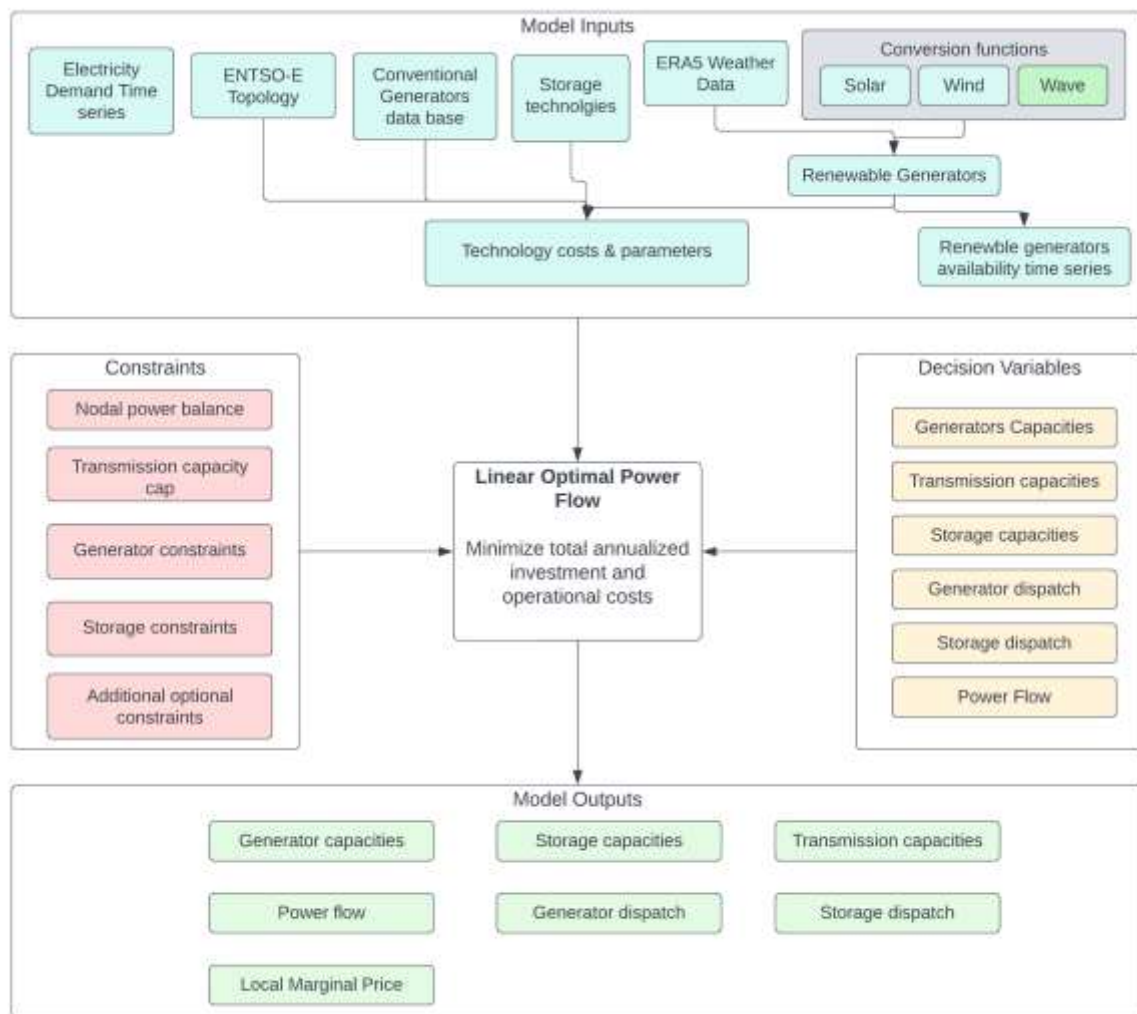 Model Inputs
Electricity
Demand Time
series
ENTSO-E
Topology
Conventional
Generators
data base
Storage
technolgies
ERA5 Weather
Data
Conversion functions
Solar
Wind
Wave
Renewable Generators
Technology costs & parameters
Renewble generators
availability time series
Constraints
Nodal power balance
Transmission capacity
cap
Generator constraints
Storage constraints
Additional optional
constraints
Linear Optimal Power
Flow
Minimize total annualized
investment and
operational costs
Decision Variables
Generators Capacities
Transmission capacities
Storage capacities
Generator dispatch
Storage dispatch
Power Flow
Model Outputs
Generator capacities
Storage capacities
Transmission capacities
Power flow
Generator dispatch
Storage dispatch
Local Marginal Price